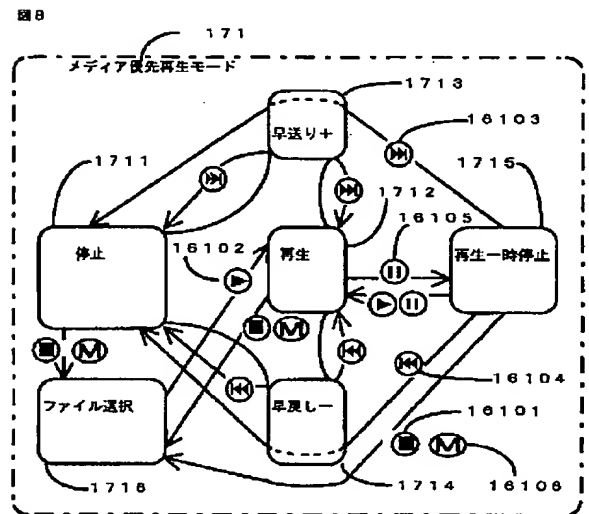 図8
171
メディア優先再生モード
1713
早送り+
16103
1711
1715
1712
16105
16102
停止
再生
再生一時停止
M
M
ファイル選択
早戻しー
16104
16101
M
1716
1714
16106